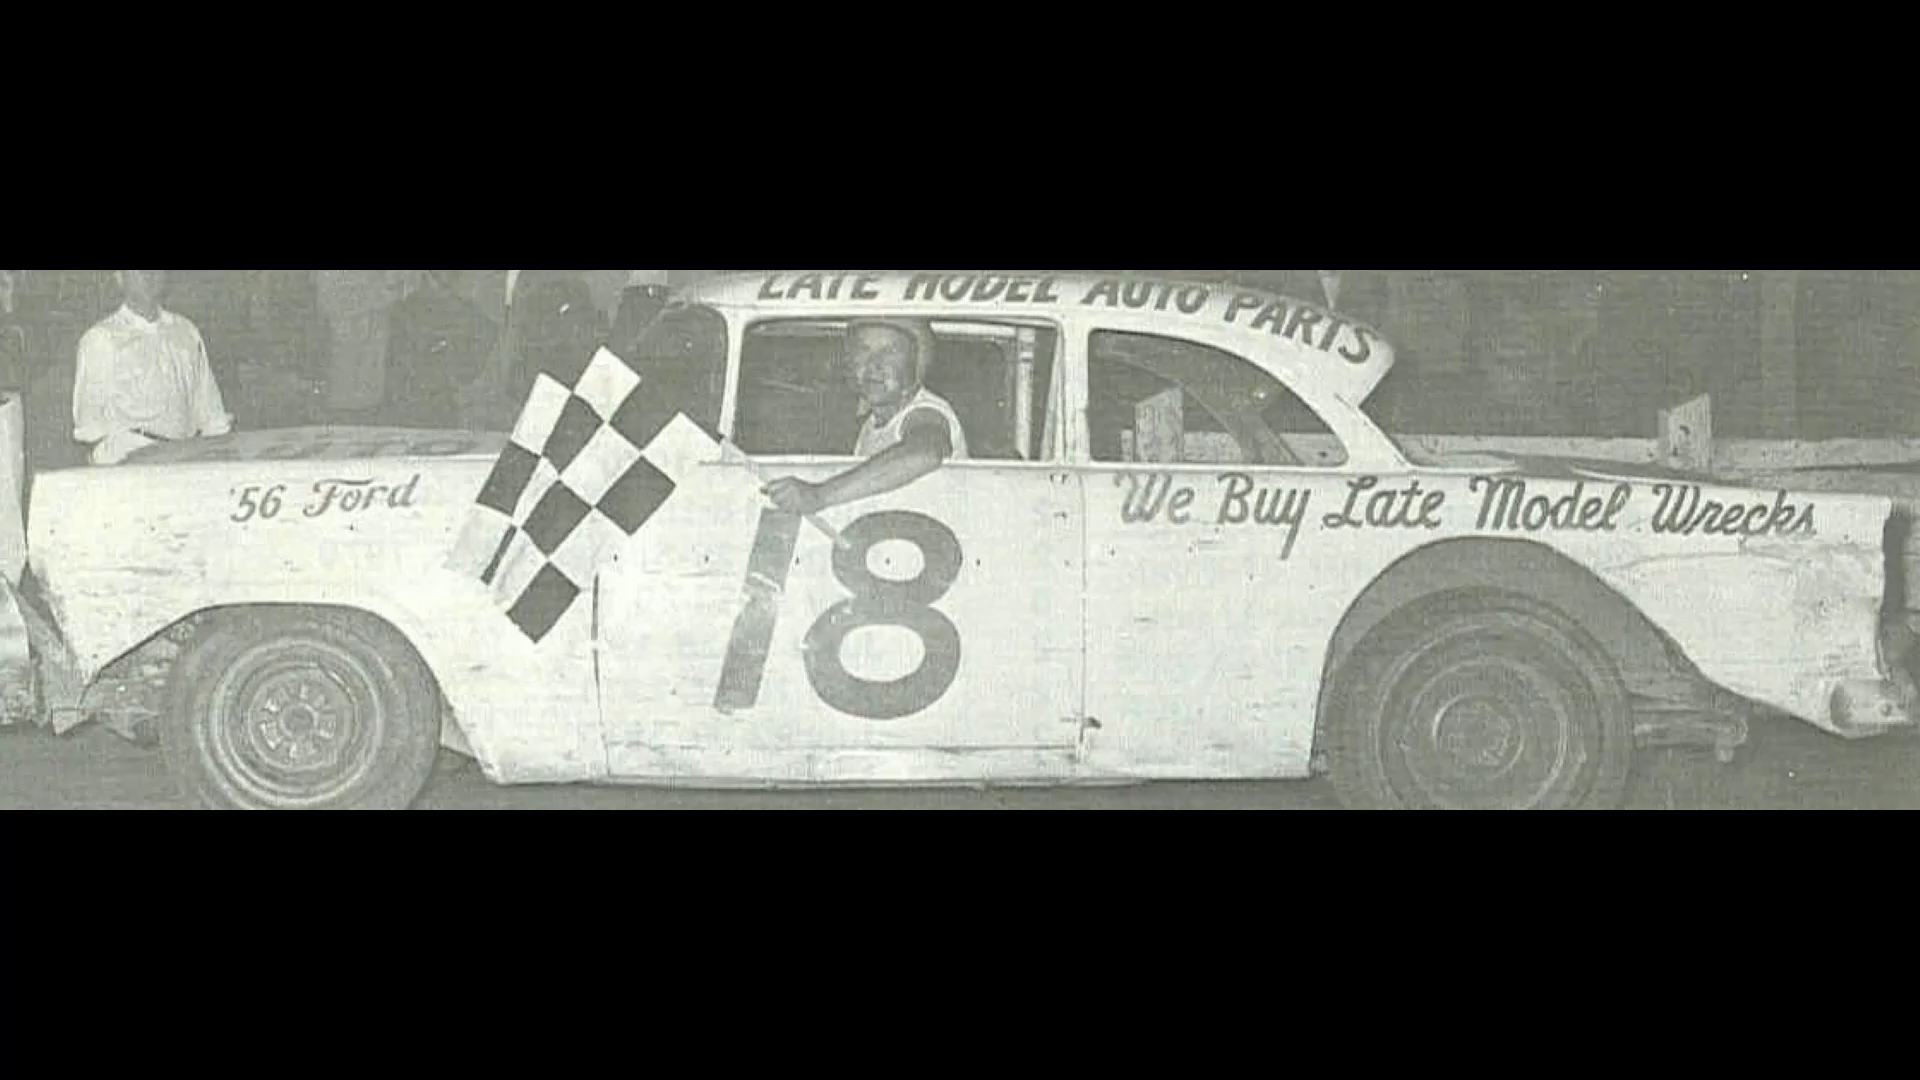 LATE MODEL AUTO PARTS
'56 Ford
We Buy Late Model Wrecks
18